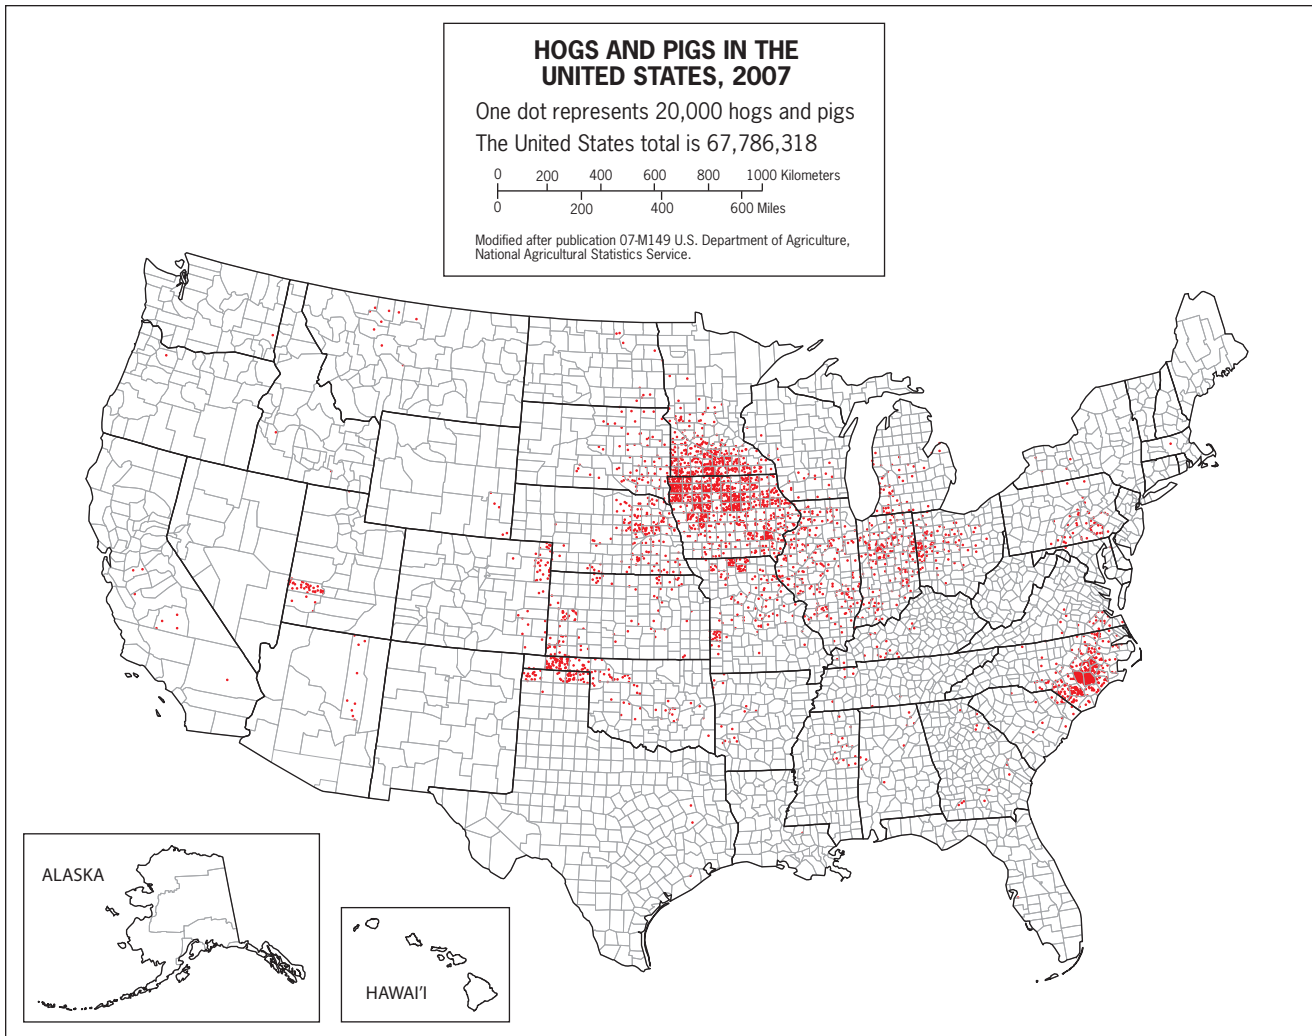 HOGS AND PIGS IN THE
UNITED STATES, 2007
One dot represents 20,000 hogs and pigs
The United States total is 67,786,318
0 200 400 600 800 1000 Kilometers
0 200 400 600 Miles
Modified after publication 07-M149 U.S. Department of Agriculture,
National Agricultural Statistics Service.
ALASKA
HAWAI'I